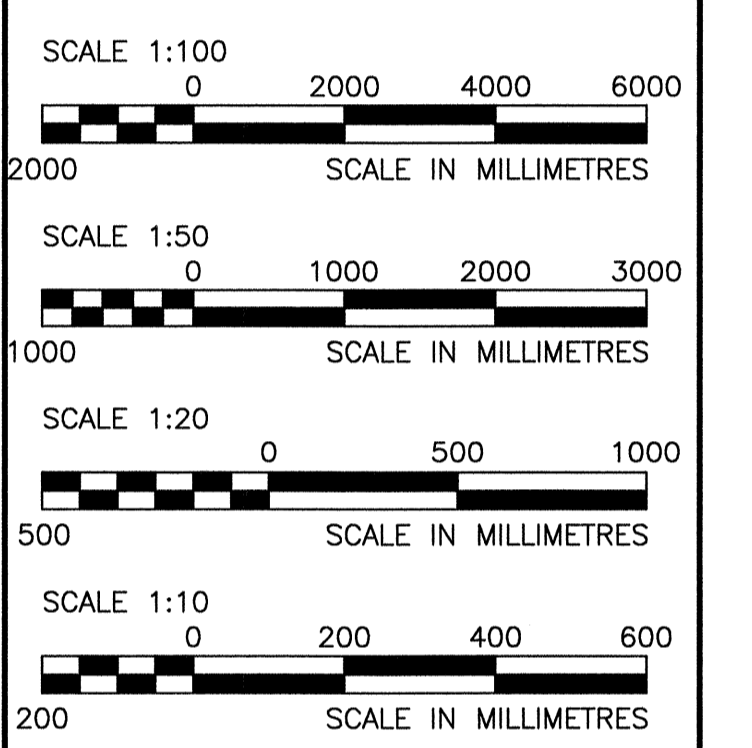 SCALE 1:100
0 2000 4000 6000
2000 SCALE IN MILLIMETRES
SCALE 1:50
0 1000 2000 3000
1000 SCALE IN MILLIMETRES
SCALE 1:20
0 500 1000
500 SCALE IN MILLIMETRES
SCALE 1:10
0 200 400 600
200 SCALE IN MILLIMETRES